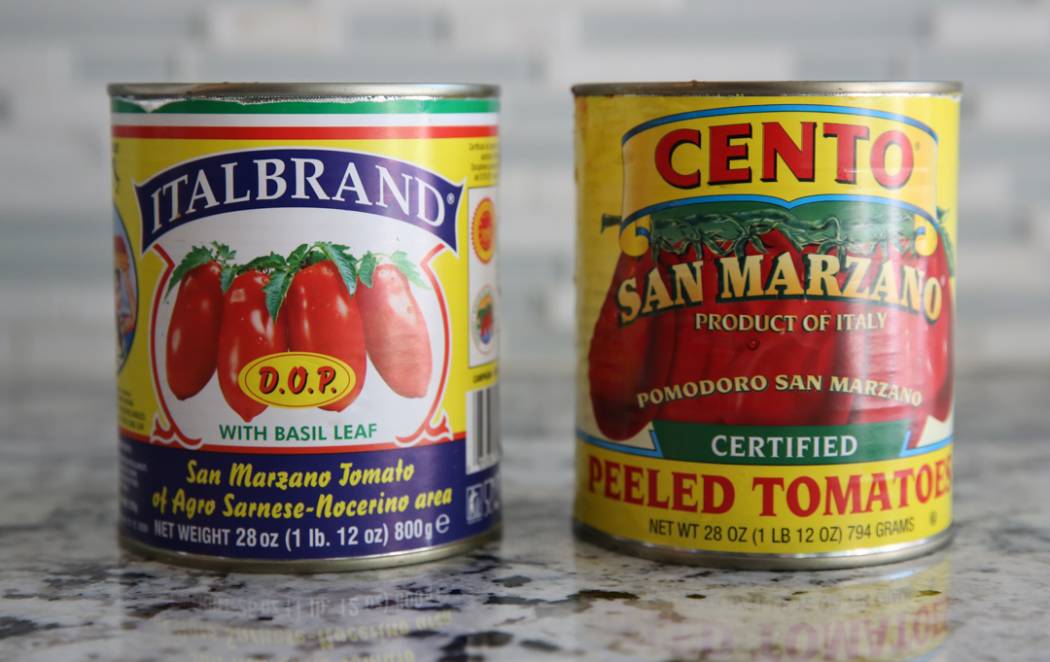 ITALBRAND®
D.O.P.
WITH BASIL LEAF
San Marzano Tomato
of Agro Sarnese-Nocerino area
NET WEIGHT 28 oz (1 lb. 12 oz) 800 g e
CENTO®
SAN MARZANO
PRODUCT OF ITALY
POMODORO SAN MARZANO
CERTIFIED
PEELED TOMATOES
NET WT 28 OZ (1 LB 12 OZ) 794 GRAMS